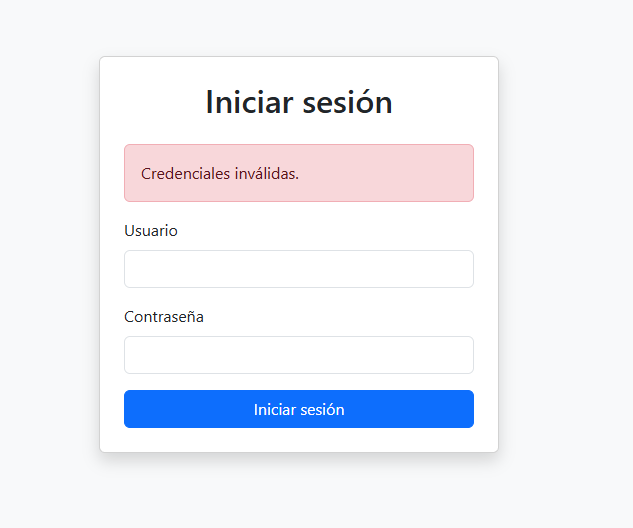 Iniciar sesión
Credenciales inválidas.
Usuario
Contraseña
Iniciar sesión